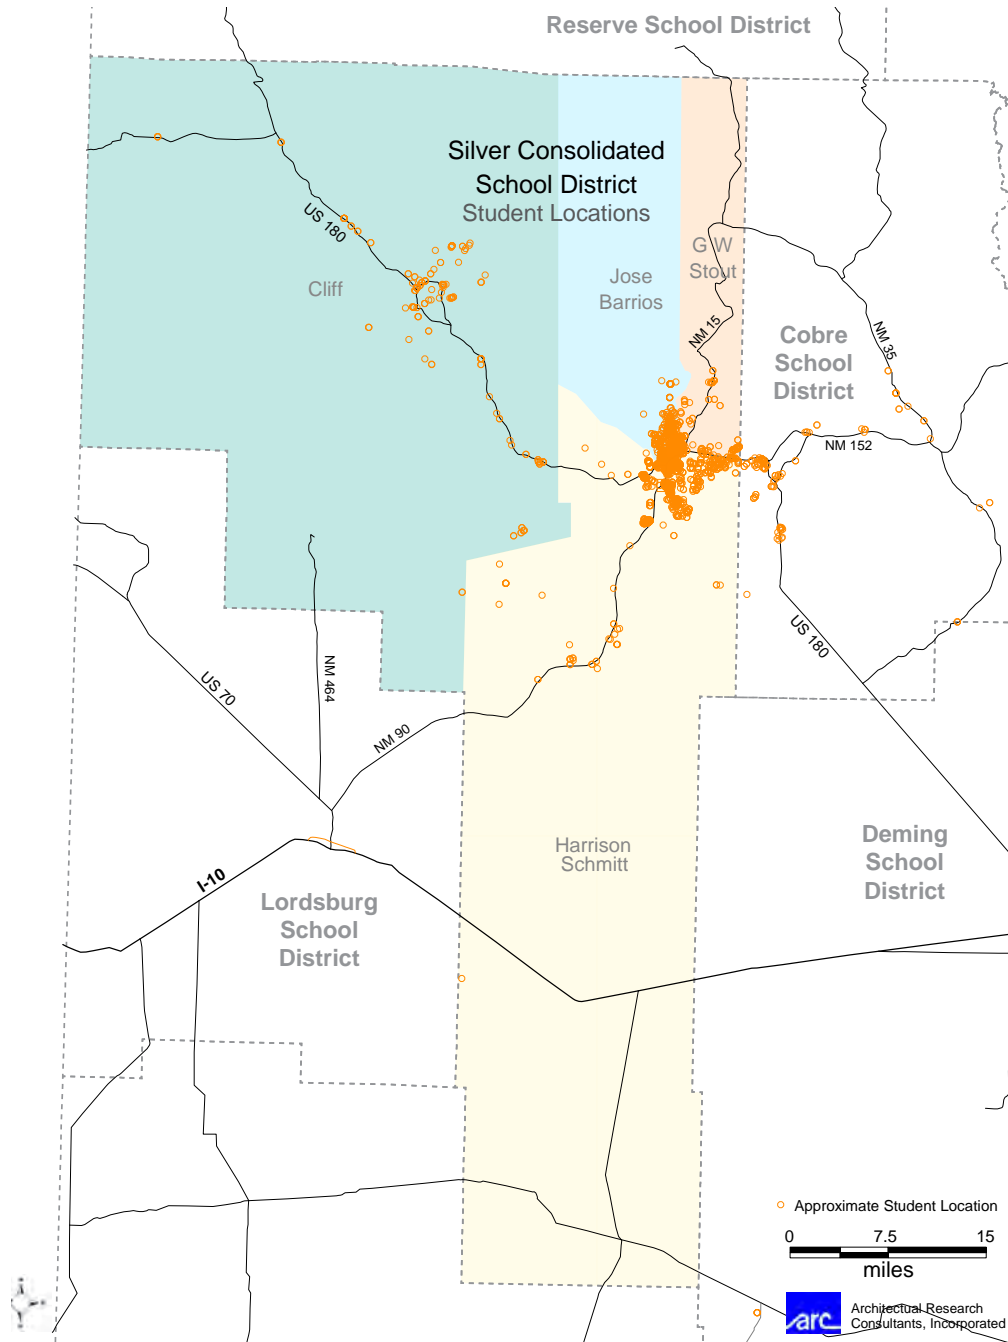 Reserve School District
Silver Consolidated
School District
Student Locations
US 180
G W
Stout
Cliff
Jose
Barrios
NM 15
Cobre
School
District
NM 35
NM 152
US 180
NM 464
US 70
NM 90
Harrison
Schmitt
Deming
School
District
I-10
Lordsburg
School
District
Approximate Student Location
0 7.5 15
miles
arc
Architectual Research
Consultants, Incorporated